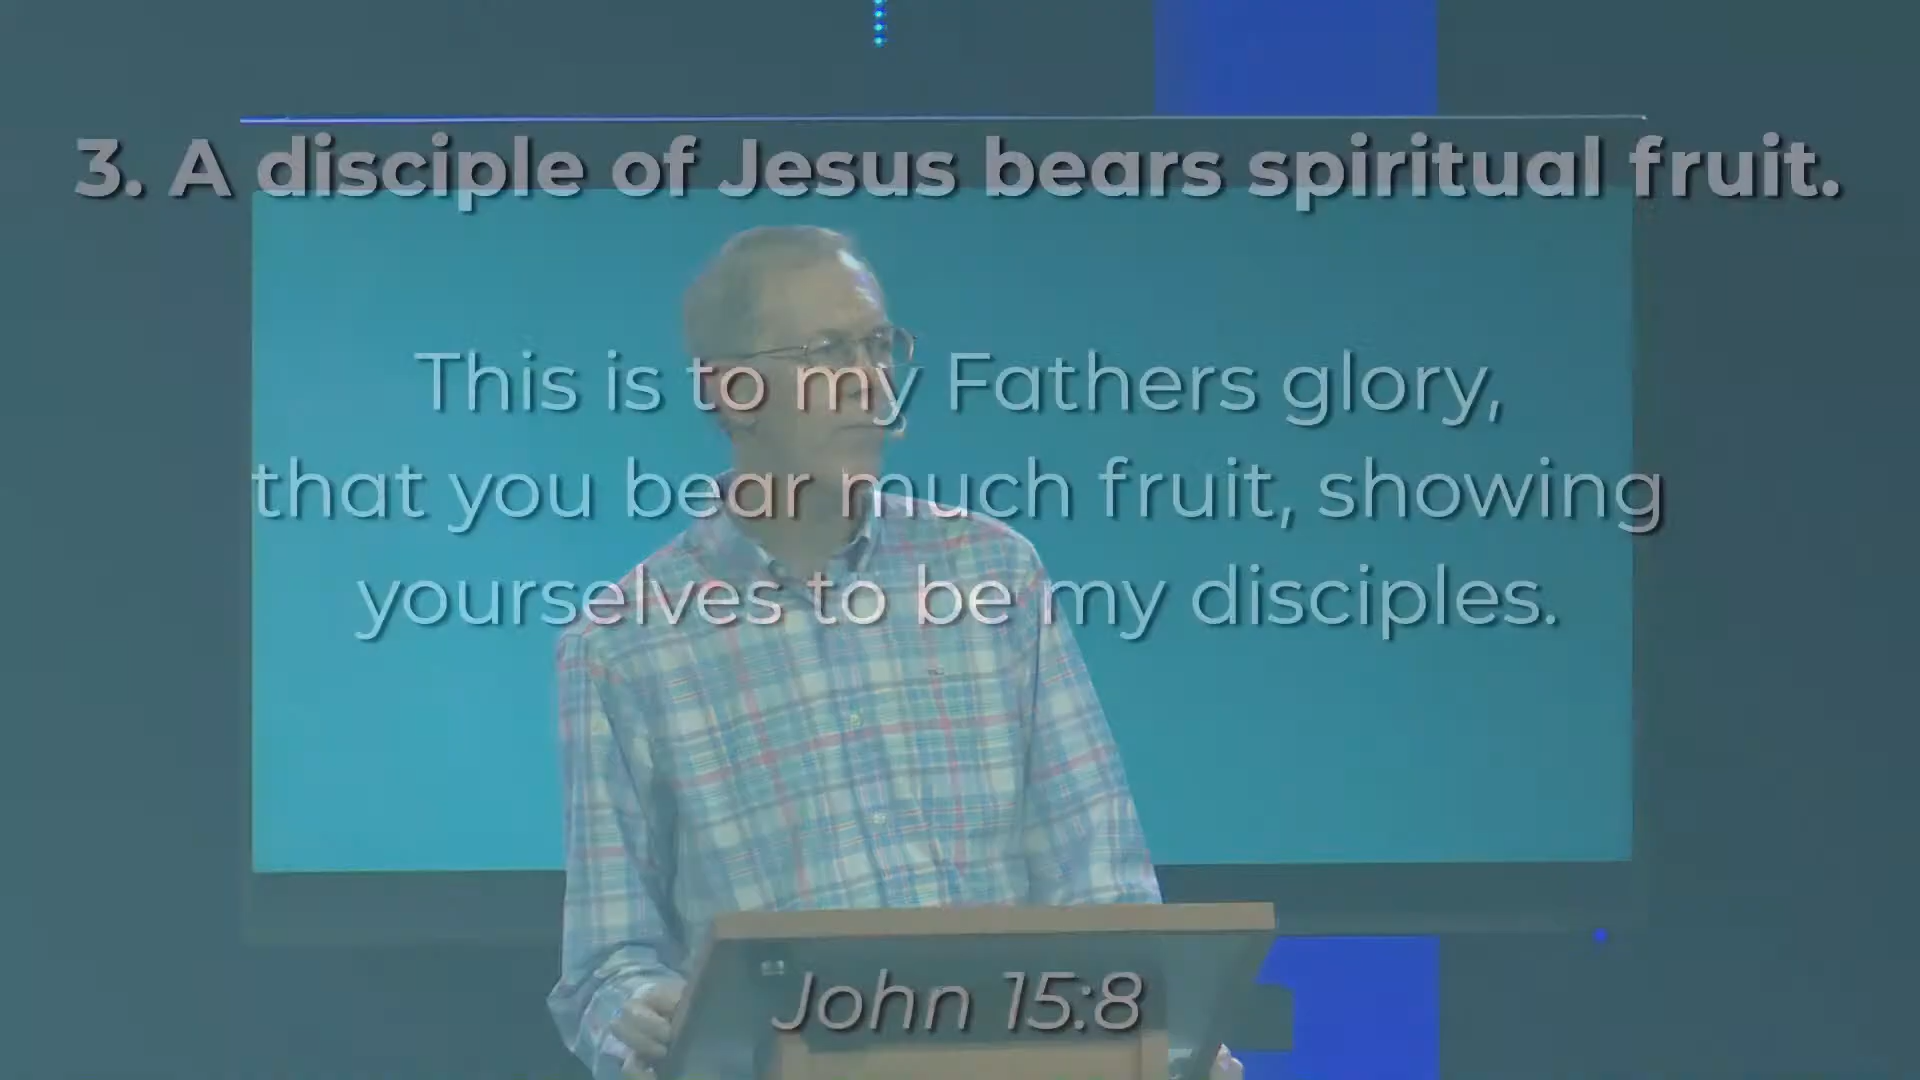 3. A disciple of Jesus bears spiritual fruit.
This is to my Fathers glory,
that you bear much fruit, showing
yourselves to be my disciples.
John 15:8